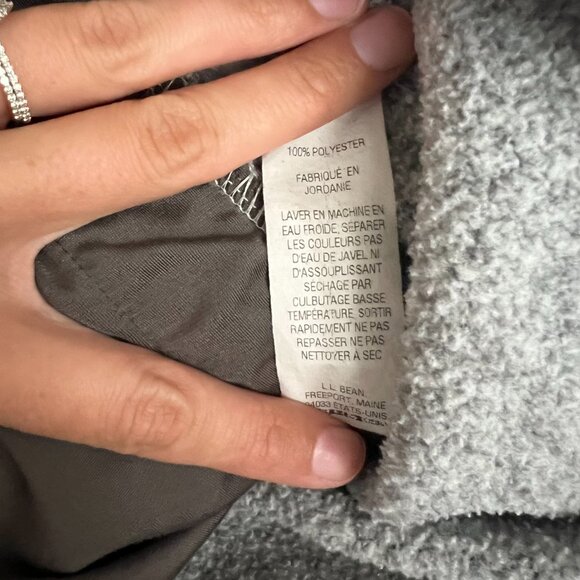 100% POLYESTER
FABRIQUÉ EN
JORDANIE
LAVER EN MACHINE EN
EAU FROIDE, SÉPARER
LES COULEURS PAS
D'EAU DE JAVEL NI
D'ASSOUPLISSANT
SÉCHAGE PAR
CULBUTAGE BASSE
TEMPÉRATURE, SORTIR
RAPIDEMENT NE PAS
REPASSER NE PAS
NETTOYER À SEC
L.L. BEAN
FREEPORT, MAINE
04033 ÉTATS-UNIS